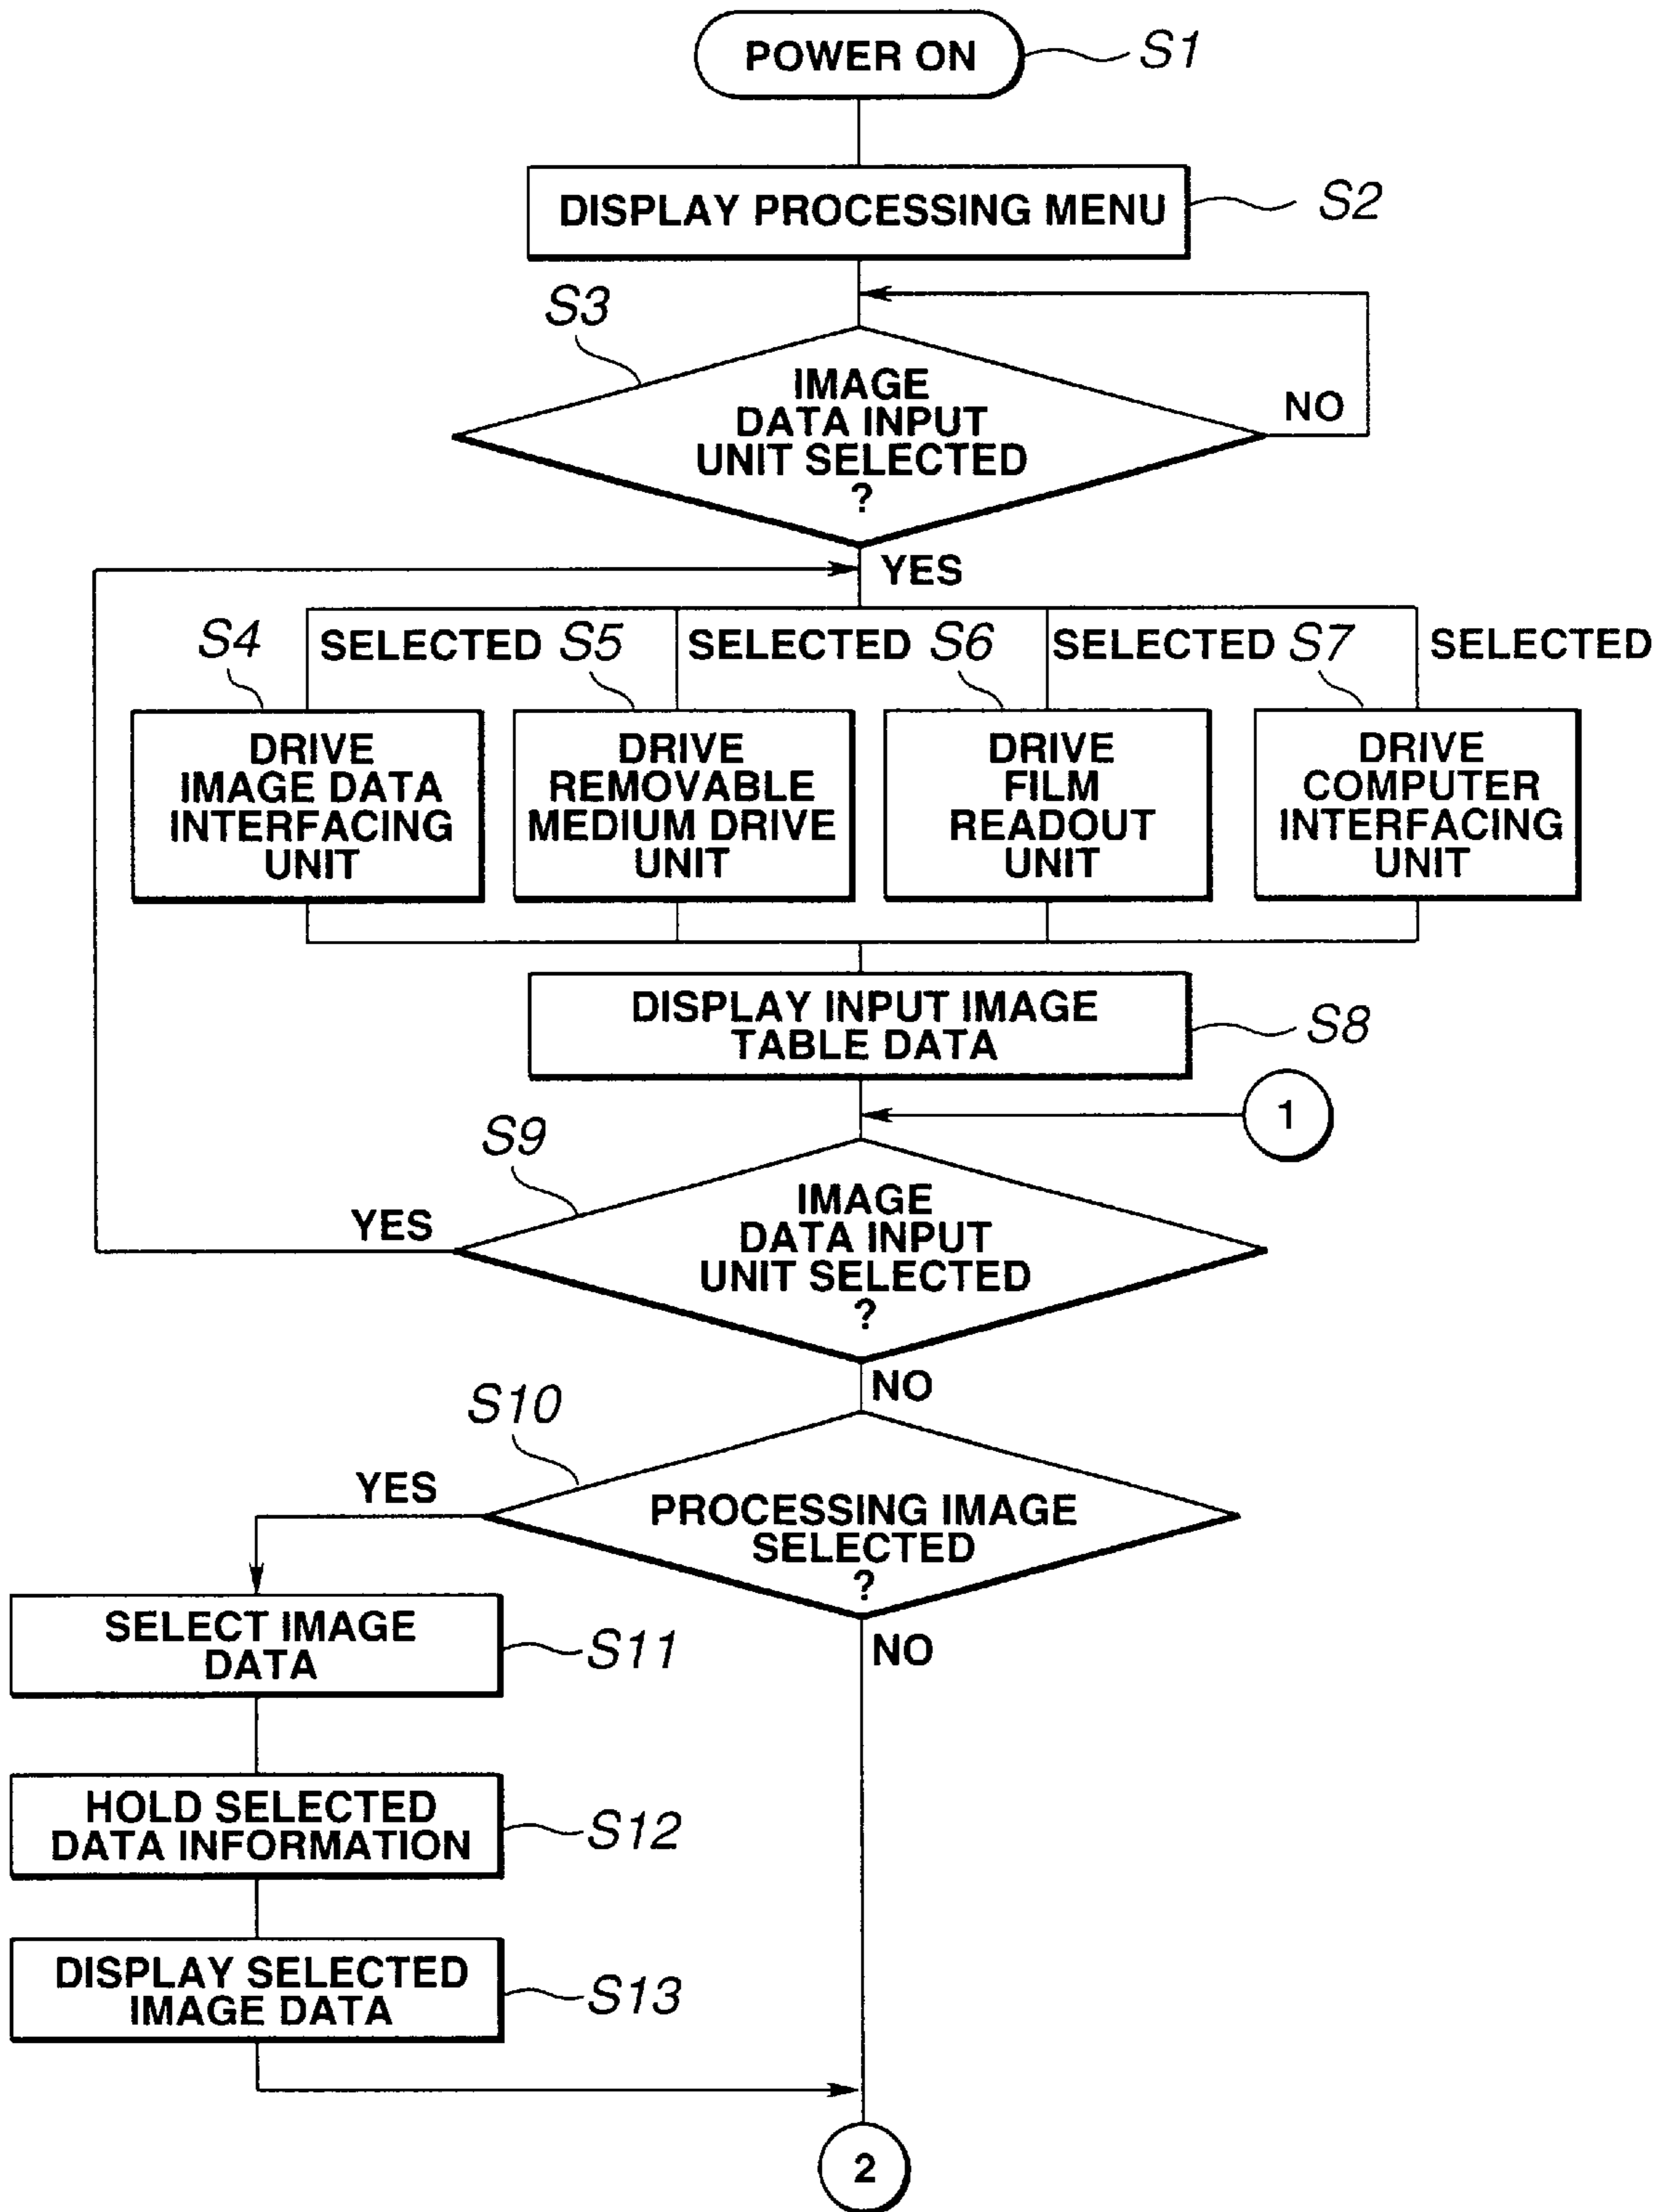 POWER ON
S1
DISPLAY PROCESSING MENU
S2
S3
IMAGE
DATA INPUT
UNIT SELECTED
?
NO
YES
S4
SELECTED
S5
SELECTED
S6
SELECTED
S7
SELECTED
DRIVE
IMAGE DATA
INTERFACING
UNIT
DRIVE
REMOVABLE
MEDIUM DRIVE
UNIT
DRIVE
FILM
READOUT
UNIT
DRIVE
COMPUTER
INTERFACING
UNIT
DISPLAY INPUT IMAGE
TABLE DATA
S8
1
S9
IMAGE
DATA INPUT
UNIT SELECTED
?
YES
NO
S10
YES
PROCESSING IMAGE
SELECTED
?
NO
SELECT IMAGE
DATA
S11
HOLD SELECTED
DATA INFORMATION
S12
DISPLAY SELECTED
IMAGE DATA
S13
2